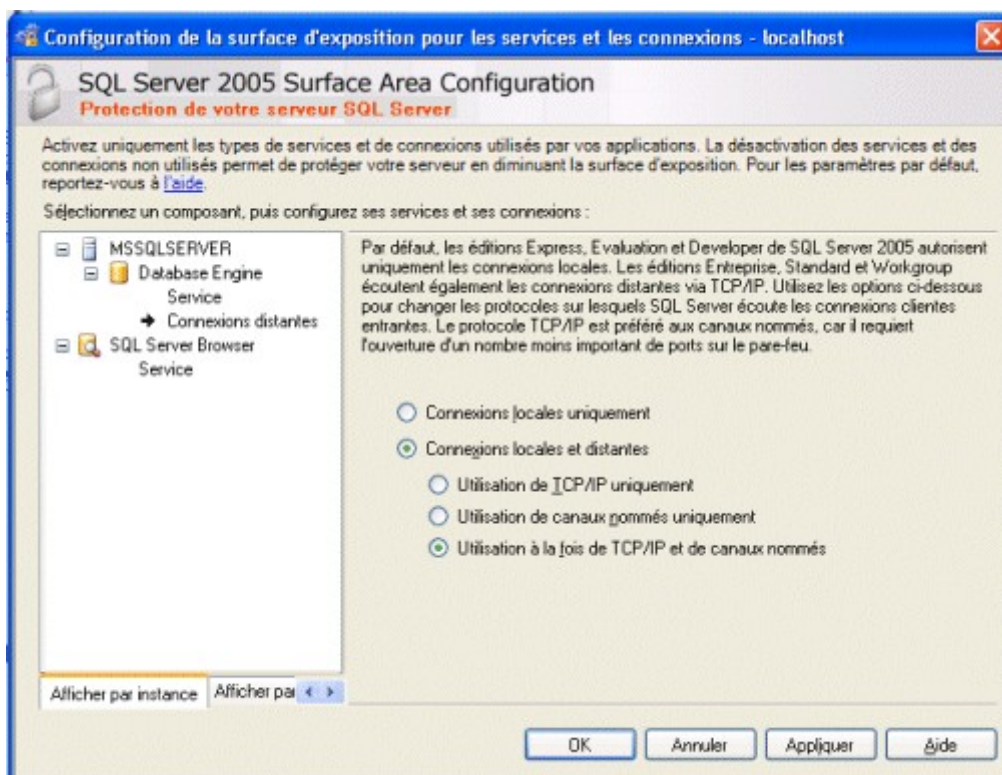 Configuration de la surface d'exposition pour les services et les connexions - localhost
SQL Server 2005 Surface Area Configuration
Protection de votre serveur SQL Server
Activez uniquement les types de services et de connexions utilisés par vos applications. La désactivation des services et des
connexions non utilisés permet de protéger votre serveur en diminuant la surface d'exposition. Pour les paramètres par défaut,
reportez-vous à l'aide.
Sélectionnez un composant, puis configurez ses services et ses connexions :
MSSQLSERVER
Database Engine
Service
Connexions distantes
SQL Server Browser
Service
Par défaut, les éditions Express, Evaluation et Developer de SQL Server 2005 autorisent
uniquement les connexions locales. Les éditions Entreprise, Standard et Workgroup
écoutent également les connexions distantes via TCP/IP. Utilisez les options ci-dessous
pour changer les protocoles sur lesquels SQL Server écoute les connexions clientes
entrantes. Le protocole TCP/IP est préféré aux canaux nommés, car il requiert
l'ouverture d'un nombre moins important de ports sur le pare-feu.
Connexions locales uniquement
Connexions locales et distantes
Utilisation de TCP/IP uniquement
Utilisation de canaux nommés uniquement
Utilisation à la fois de TCP/IP et de canaux nommés
Afficher par instance Afficher par
OK Annuler Appliquer Aide